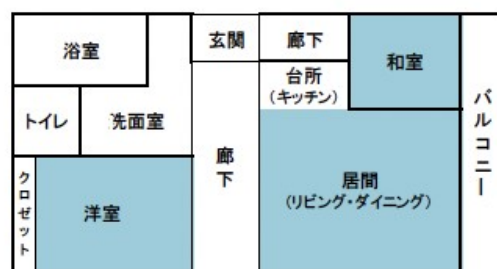 浴室
玄関
廊下
和室
台所
(キッチン)
バルコニー
トイレ
洗面室
廊下
クロゼット
洋室
居間
(リビング・ダイニング)